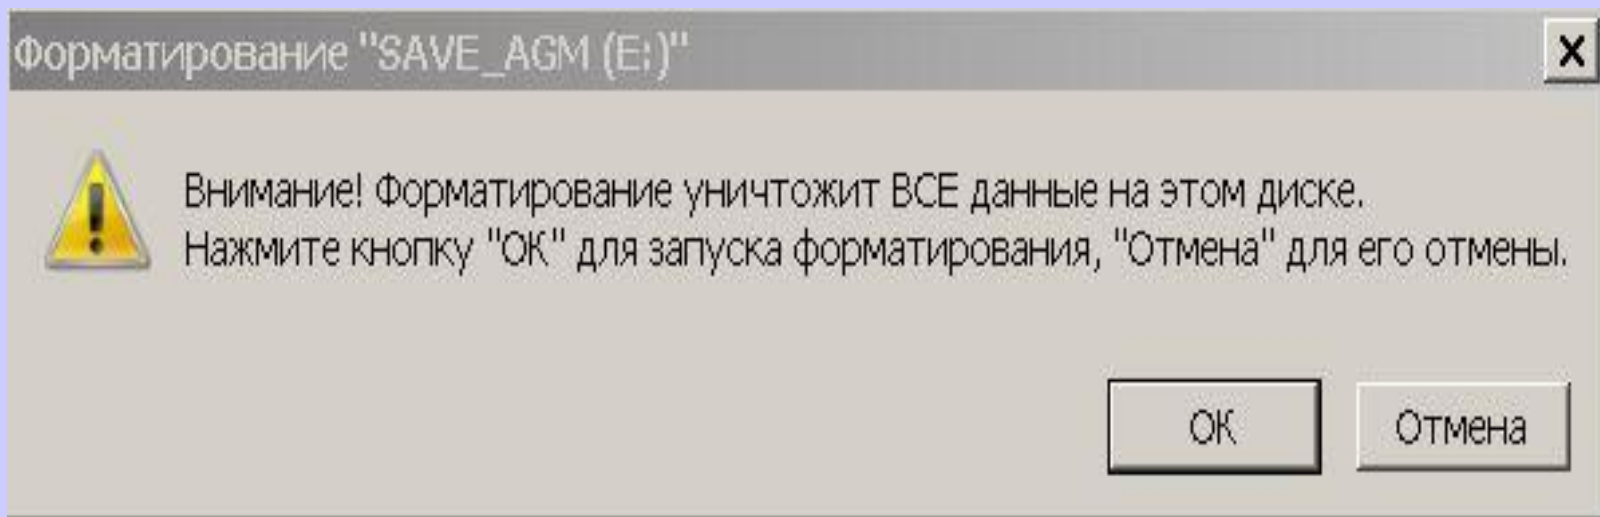 Форматирование "SAVE_AGM (E:)"
Внимание! Форматирование уничтожит ВСЕ данные на этом диске.
Нажмите кнопку "ОК" для запуска форматирования, "Отмена" для его отмены.
ОК
Отмена